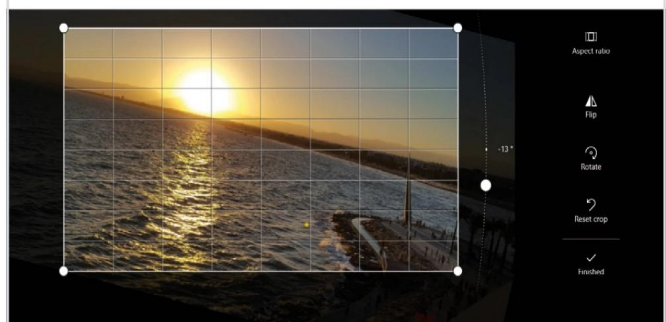 Aspect ratio
Flip
-13 °
Rotate
Reset crop
Finished